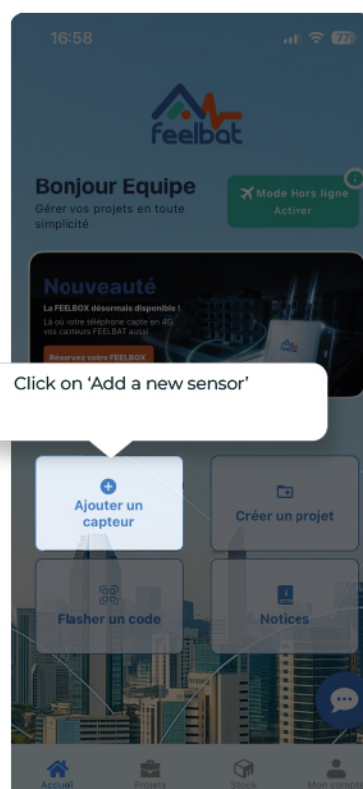 16:58
77
feelbat
Bonjour Equipe
Gérer vos projets en toute
simplicité
Mode Hors ligne
Activer
Nouveauté
La FEELBOX désormais disponible !
Là où votre téléphone capte en 4G,
vos capteurs FEELBAT aussi
Réservez votre FEELBOX
Click on ‘Add a new sensor’
Ajouter un
capteur
Créer un projet
Flasher un code
Notices
Accueil
Projets
Stock
Mon compte